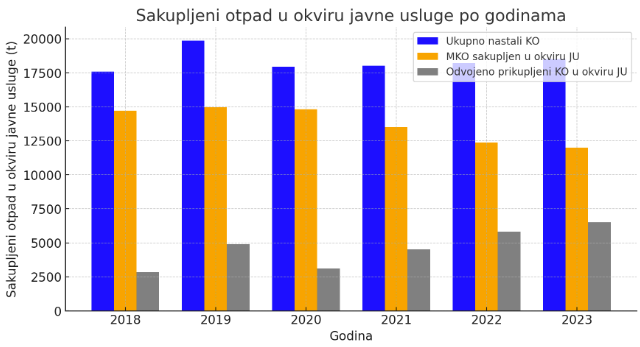 Sakupljeni otpad u okviru javne usluge po godinama
Ukupno nastali KO
MKO sakupljen u okviru JU
Odvojeno prikupljeni KO u okviru JU
Sakupljeni otpad u okviru javne usluge (t)
20000
17500
15000
12500
10000
7500
5000
2500
0
2018
2019
2020
2021
2022
2023
Godina